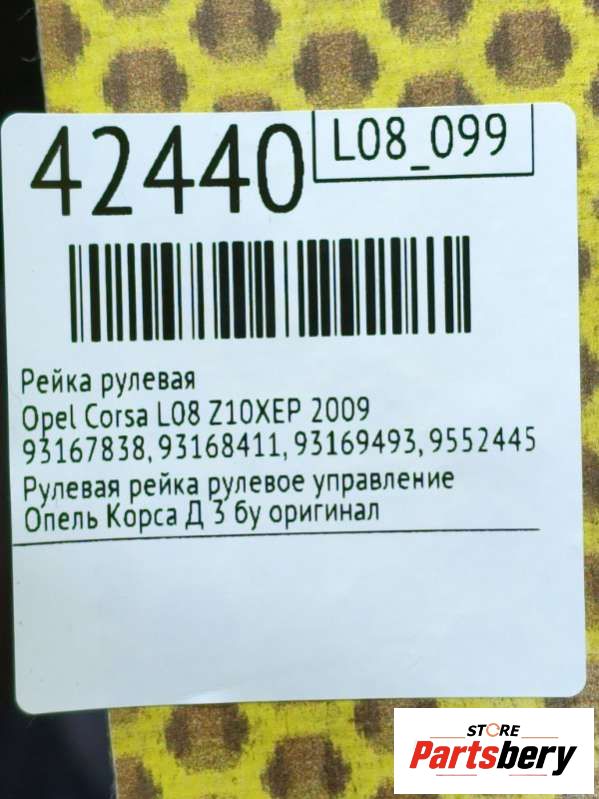 42440
L08_099
Рейка рулевая
Opel Corsa L08 Z10XEP 2009
93167838, 93168411, 93169493, 9552445
Рулевая рейка рулевое управление
Опель Корса Д 3 бу оригинал
STORE
Partsbery